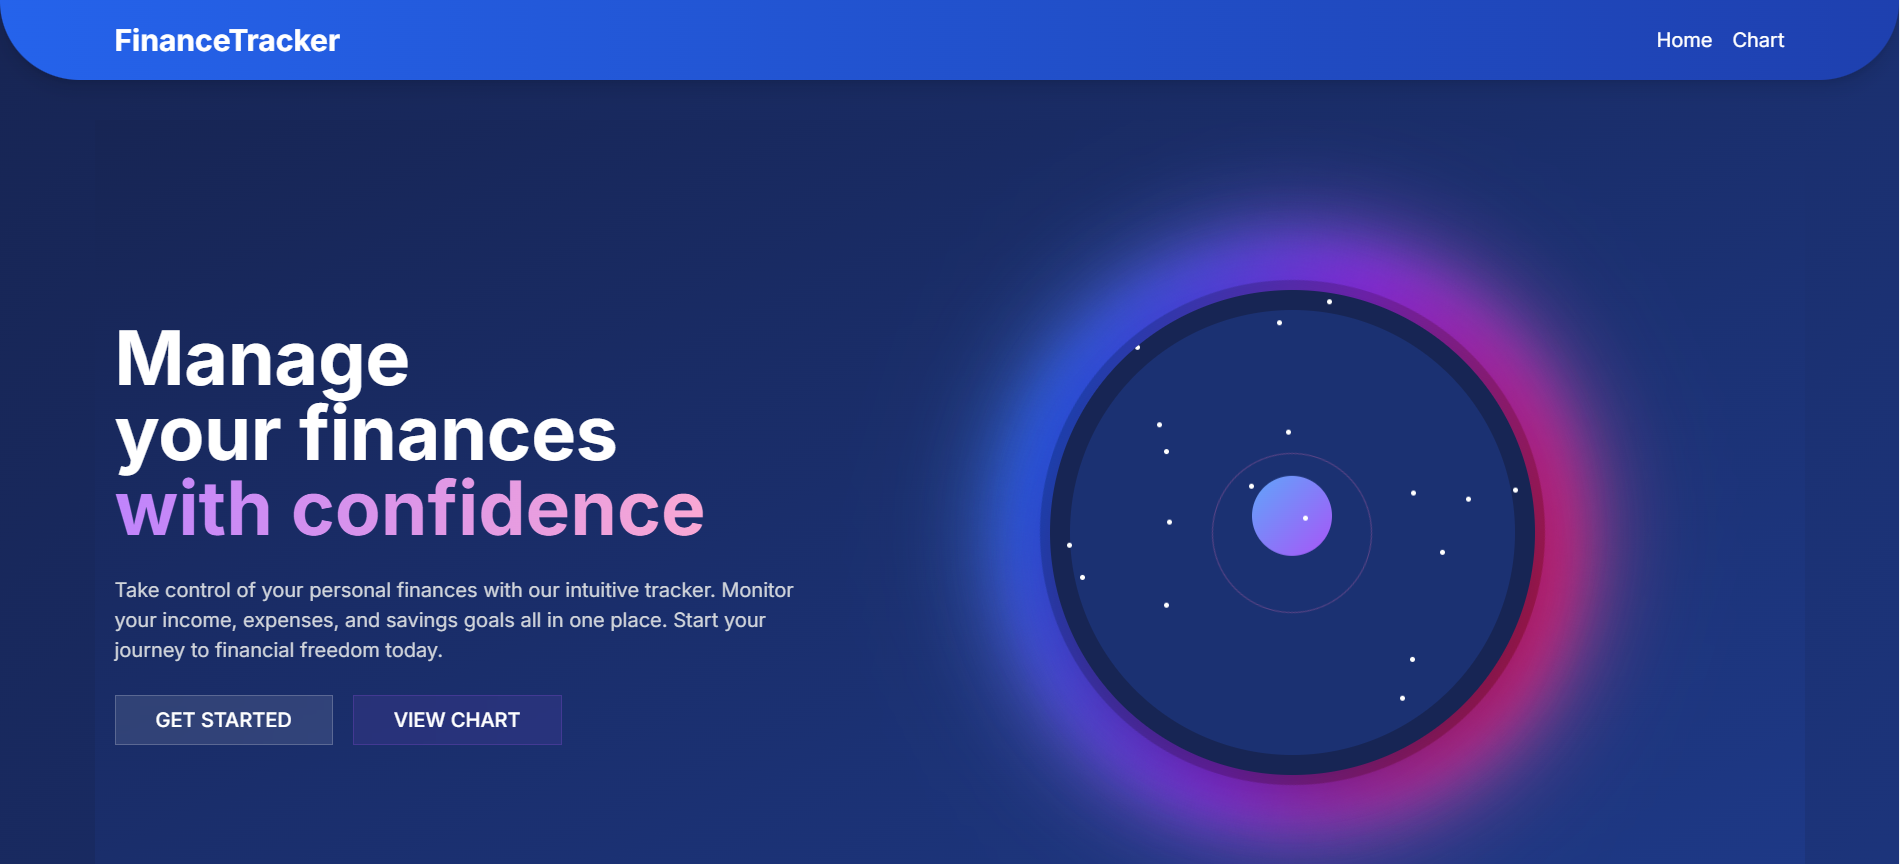 FinanceTracker
Home Chart
Manage
your finances
with confidence
Take control of your personal finances with our intuitive tracker. Monitor
your income, expenses, and savings goals all in one place. Start your
journey to financial freedom today.
GET STARTED VIEW CHART